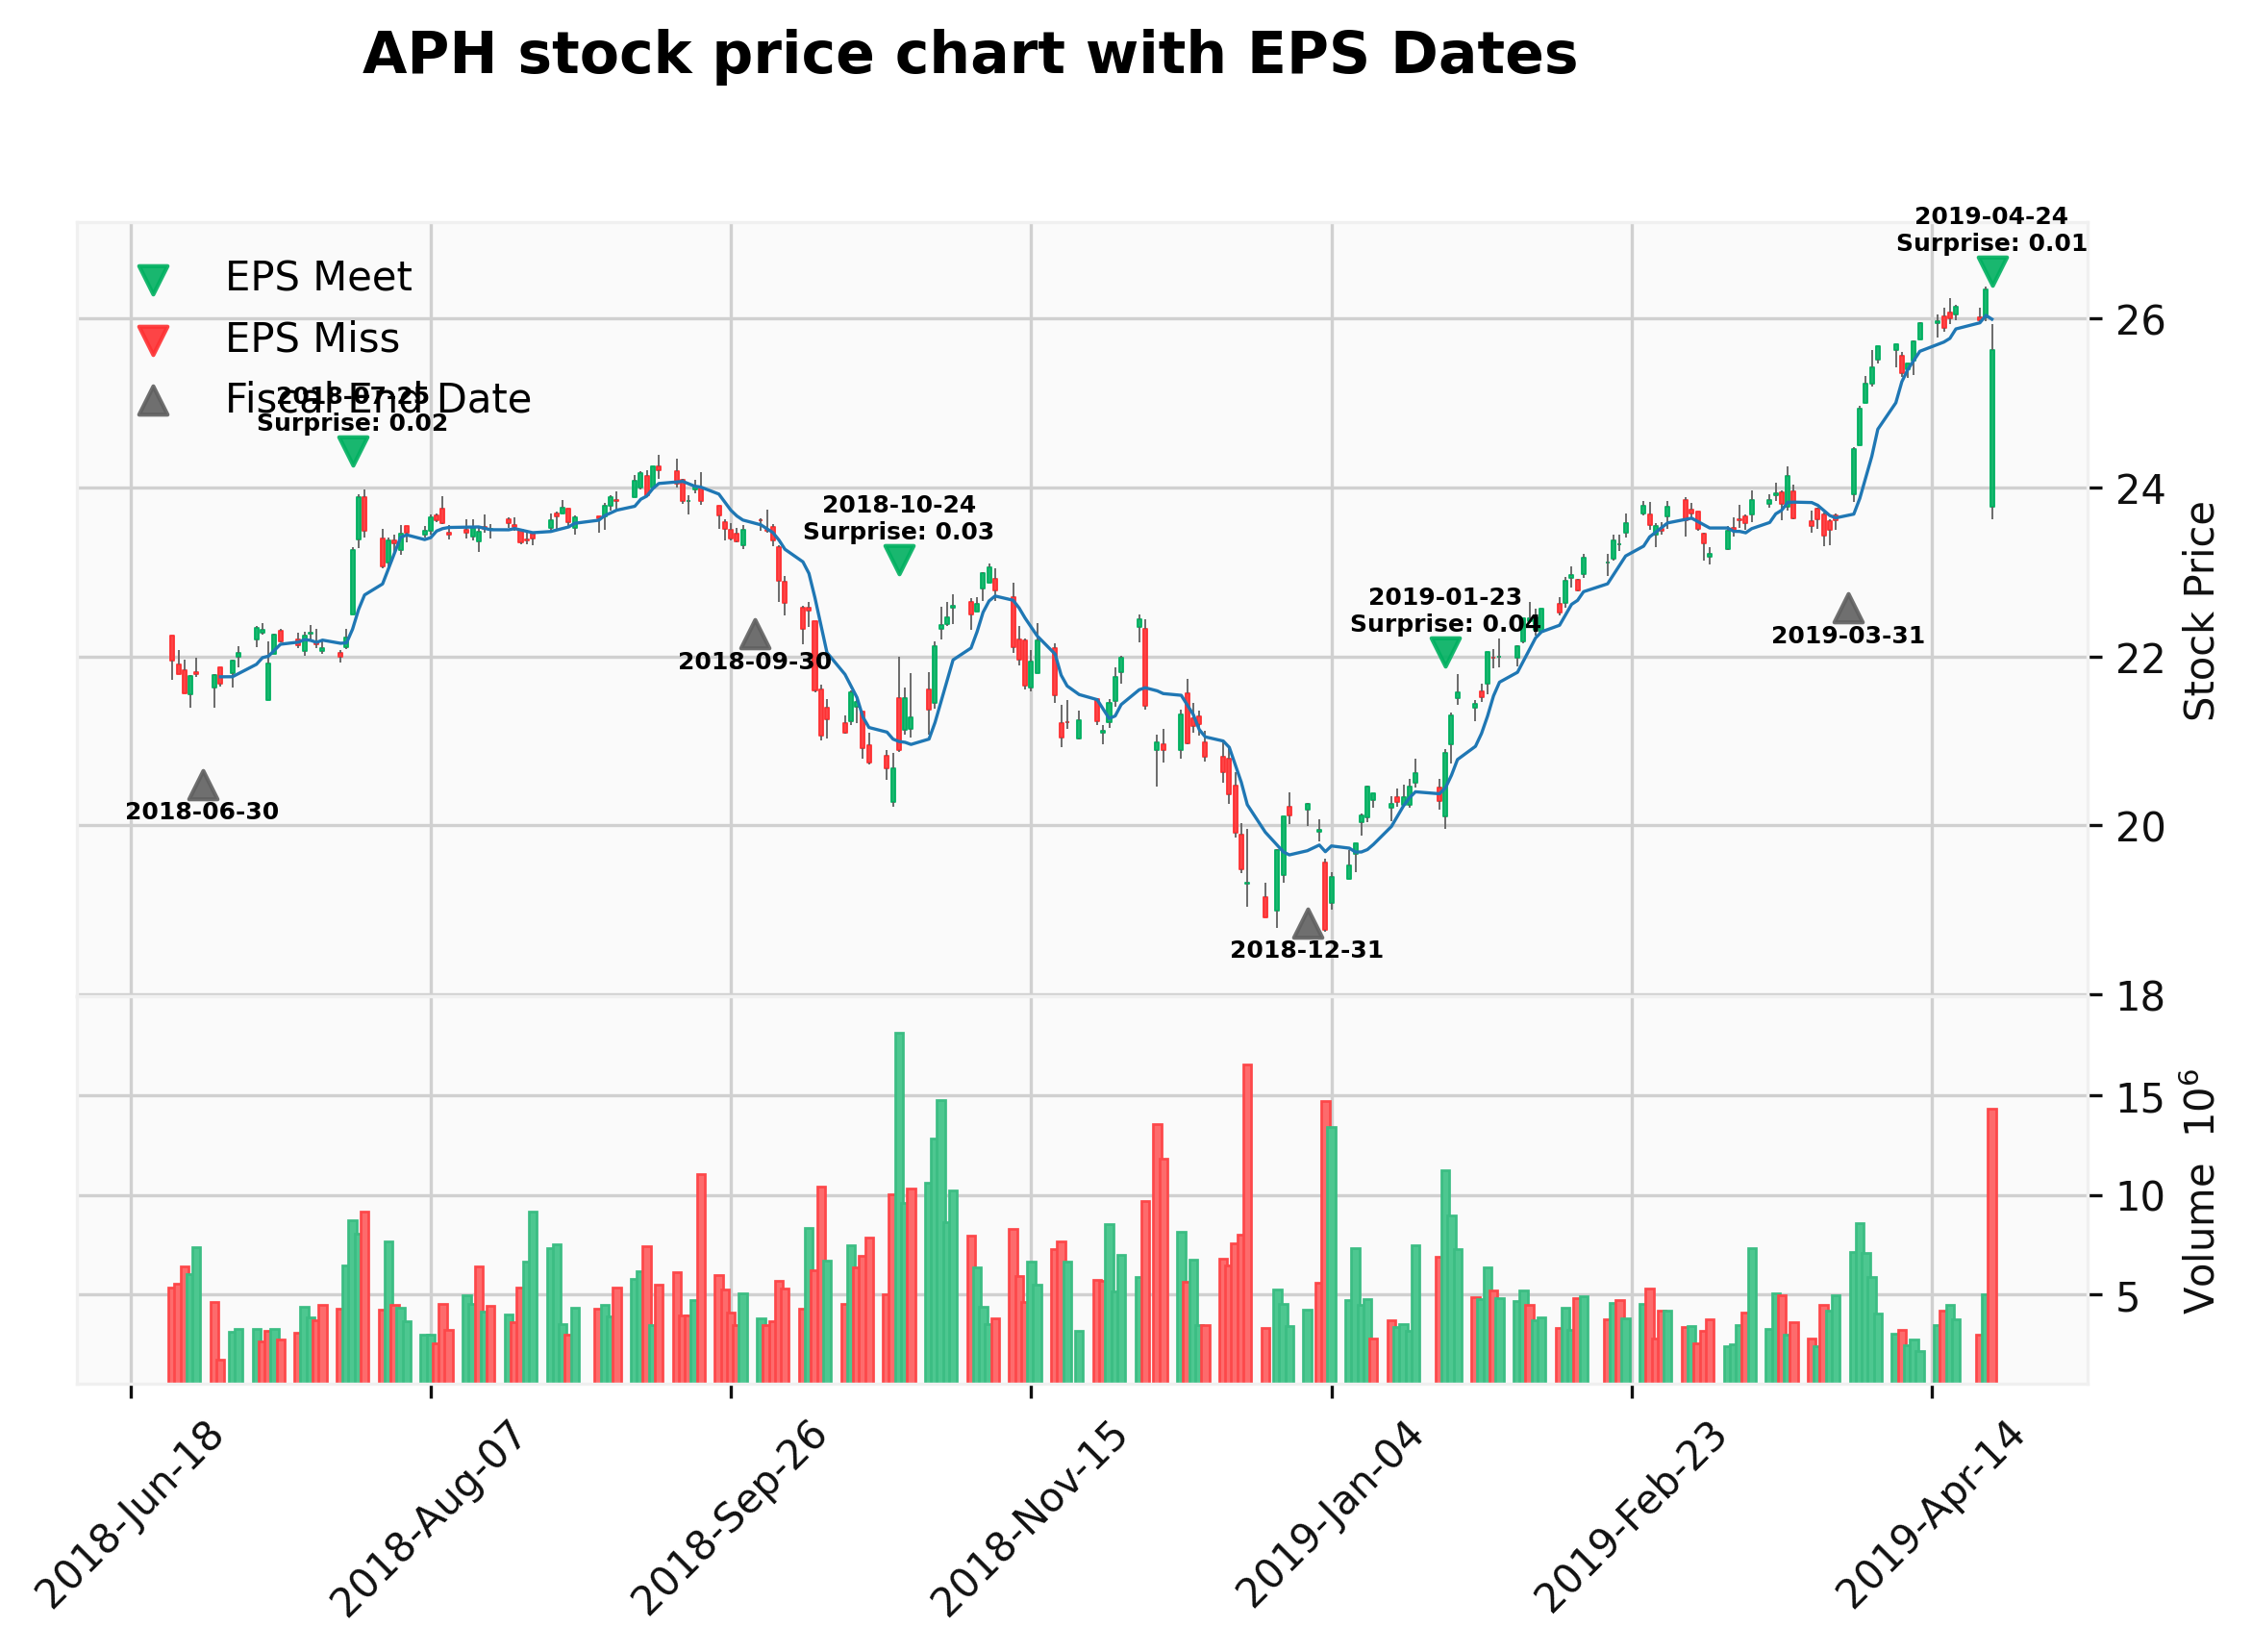 APH stock price chart with EPS Dates
2019-04-24
Surprise: 0.01
EPS Meet
EPS Miss
Fiscal End Date
2018-07-25
Surprise: 0.02
2018-10-24
Surprise: 0.03
2019-01-23
Surprise: 0.04
2019-03-31
2018-09-30
2018-06-30
2018-12-31
26
24
22
20
18
Stock Price
15
10
5
Volume 10⁶
2018-Jun-18
2018-Aug-07
2018-Sep-26
2018-Nov-15
2019-Jan-04
2019-Feb-23
2019-Apr-14